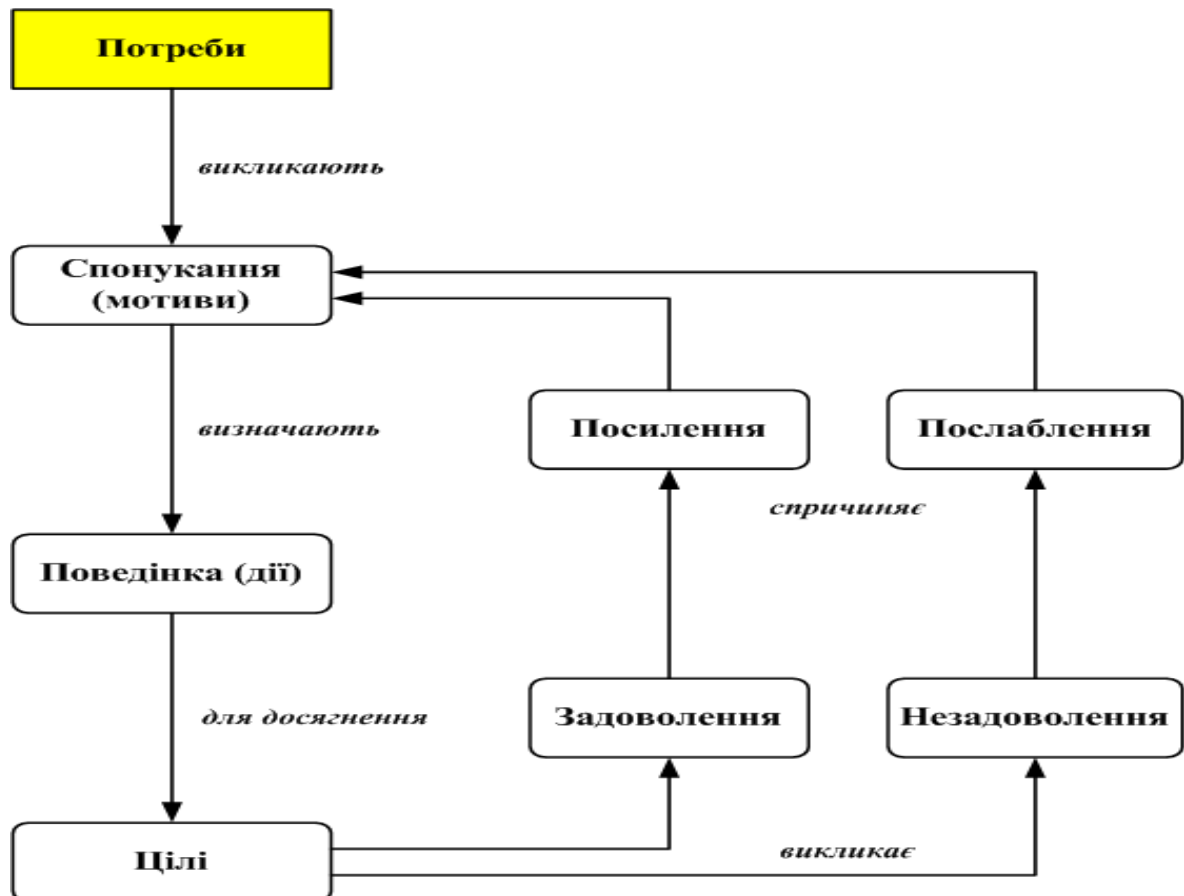 Потреби
викликають
Спонукання
(мотиви)
визначають
Посилення
Послаблення
спричиняє
Поведінка (дії)
для досягнення
Задоволення
Незадоволення
Цілі
викликає